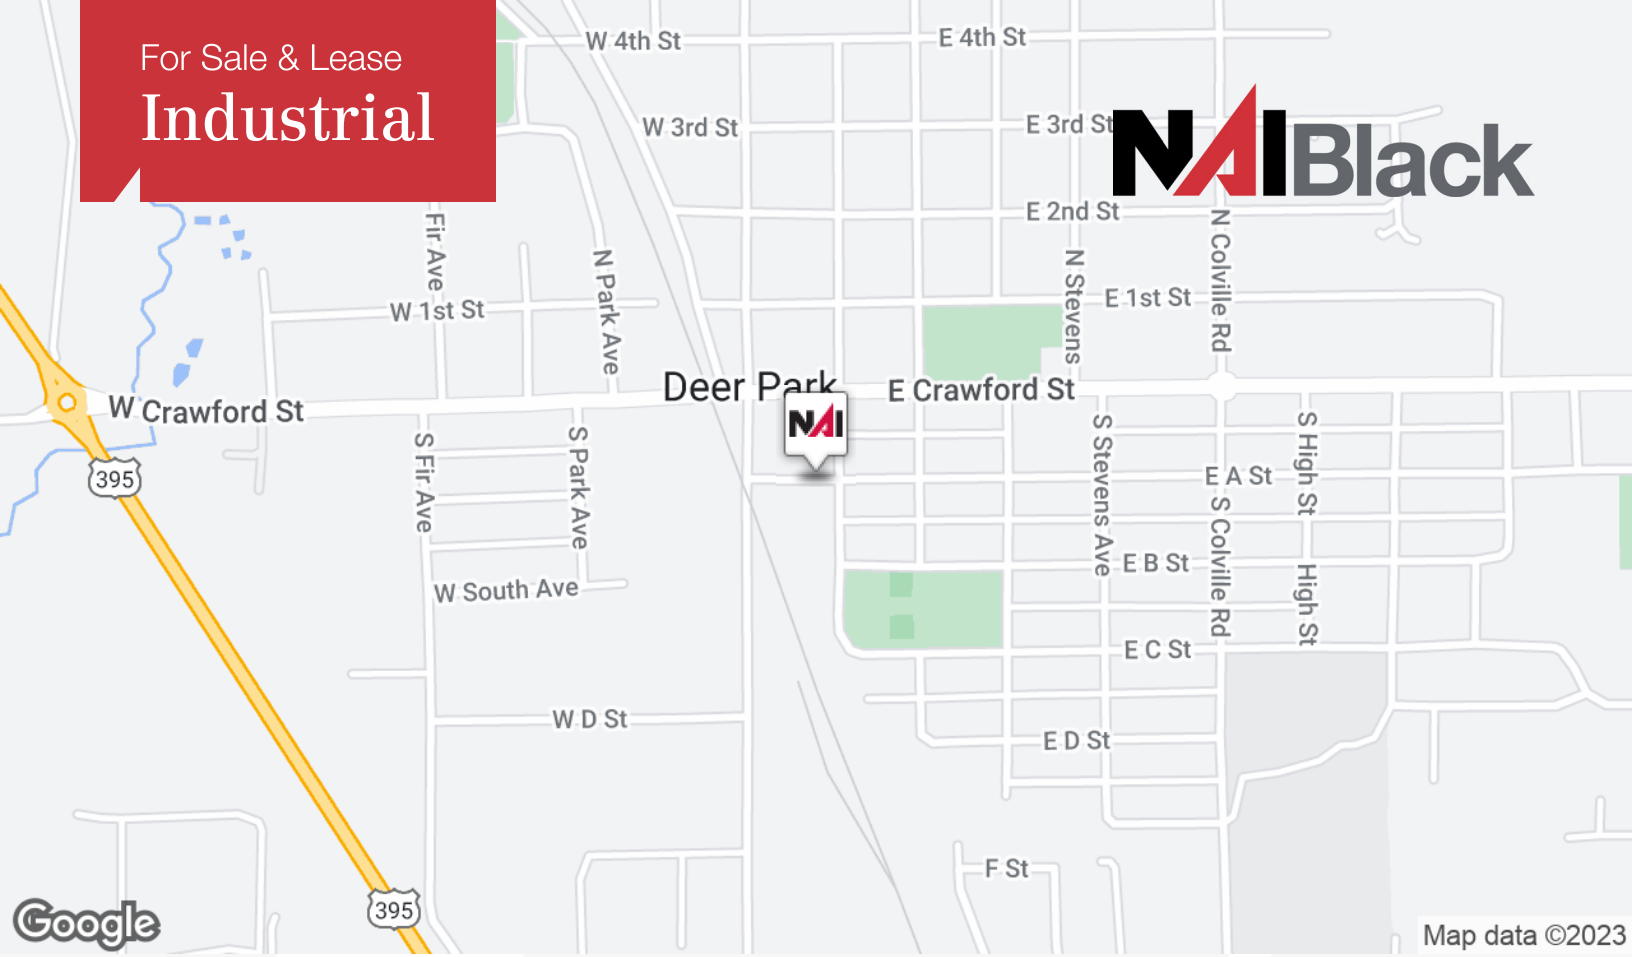 For Sale & Lease
Industrial
W 4th St
E 4th St
W 3rd St
E 3rd St
NAI Black
E 2nd St
Fir Ave
N Park Ave
N Stevens
N Colville Rd
W 1st St
E 1st St
Deer Park
E Crawford St
W Crawford St
NAI
S Fir Ave
S Park Ave
S Stevens Ave
S High St
395
E A St
S Colville Rd
E B St
High St
W South Ave
E C St
W D St
E D St
F St
395
Google
Map data ©2023